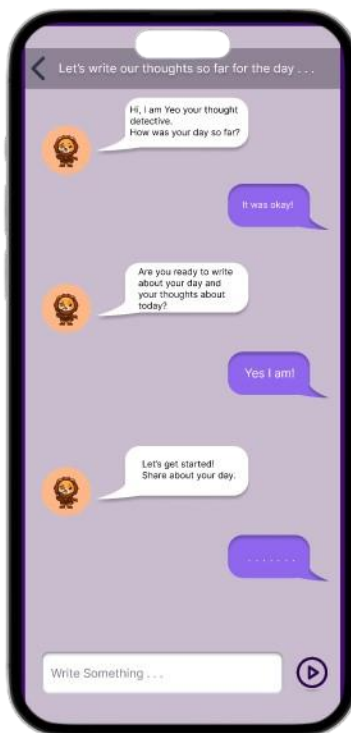 Let's write our thoughts so far for the day . . .
Hi, I am Yeo your thought
detective.
How was your day so far?
It was okay!
Are you ready to write
about your day and
your thoughts about
today?
Yes I am!
Let's get started!
Share about your day.
. . . . . . .
Write Something . . .